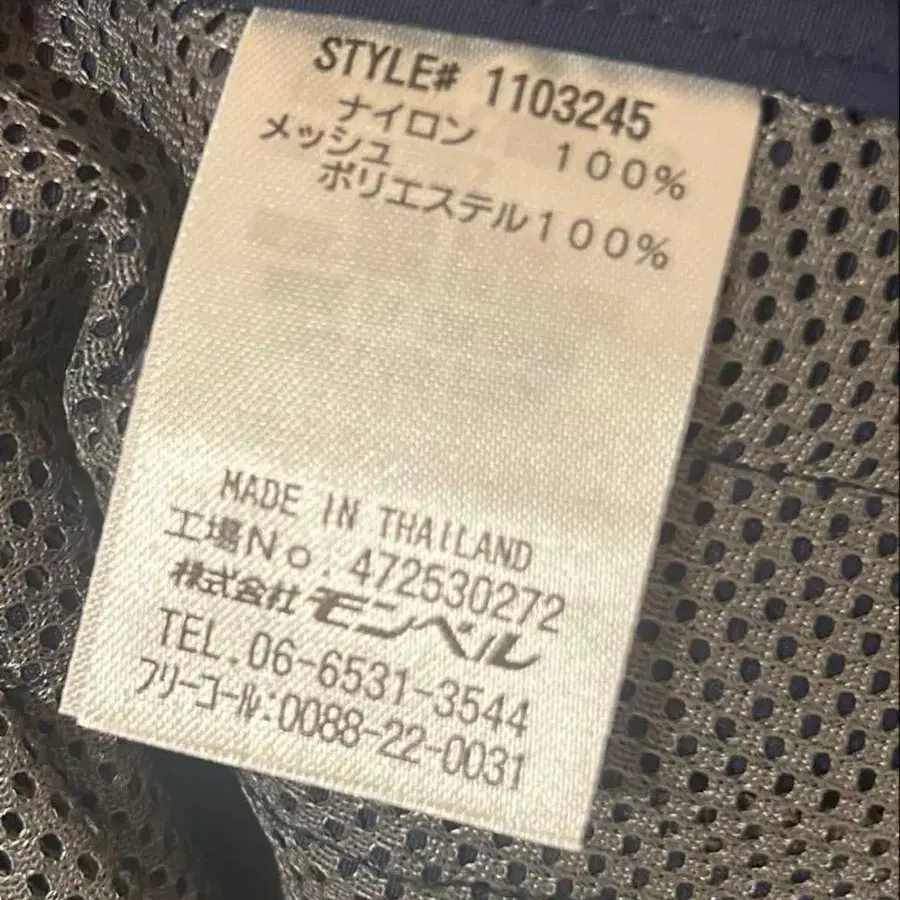 STYLE# 1103245
ナイロン 100%
メッシュ
ポリエステル100%
MADE IN THAILAND
工場No.472530272
株式会社モンベル
TEL.06-6531-3544
フリーコール:0088-22-0031